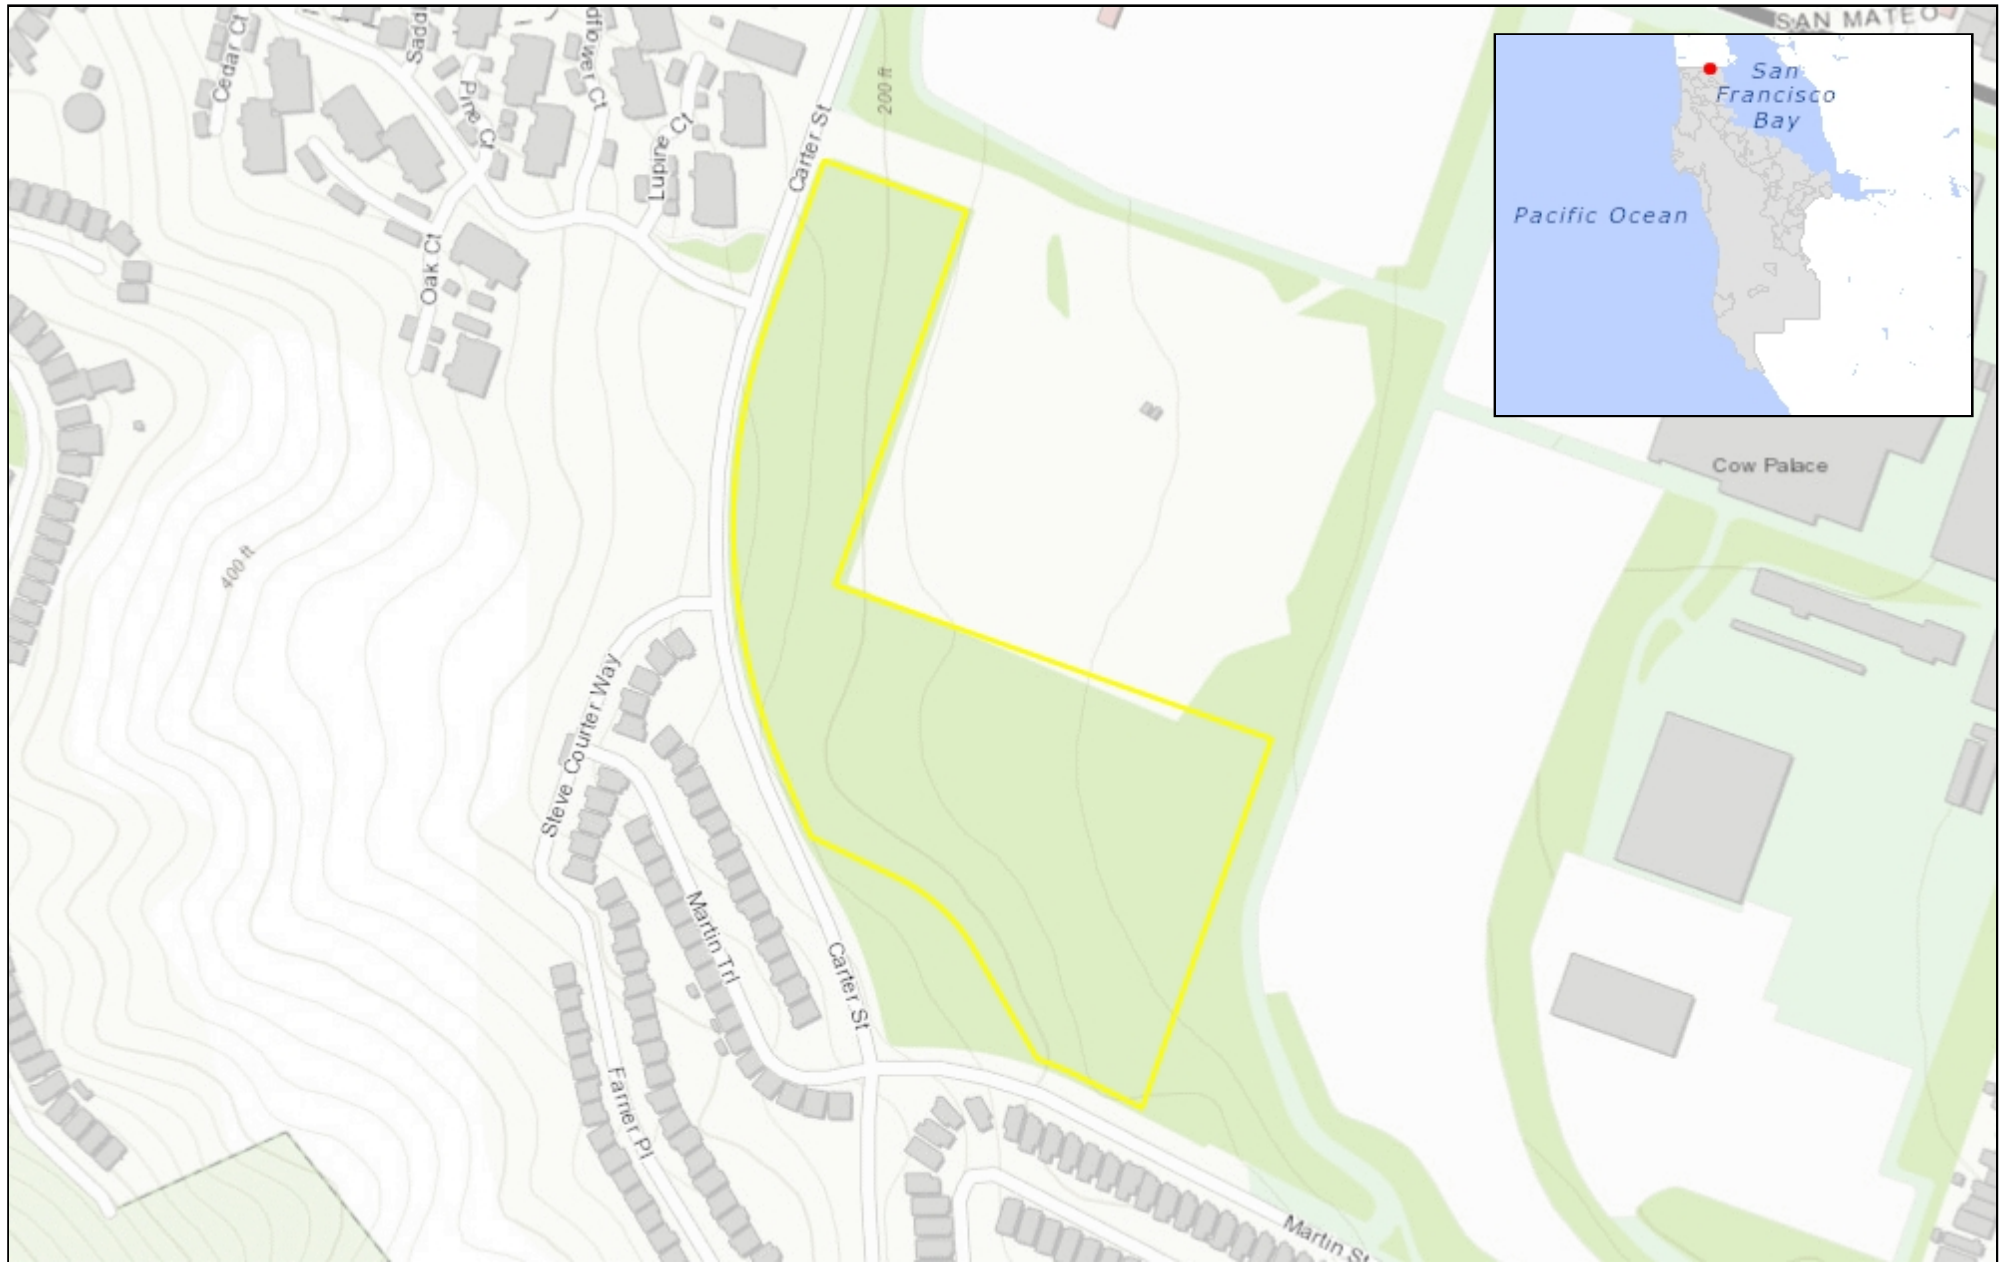 SAN MATEO
Cedar Ct
Pine Ct
Lupine Ct
Carter St
200 ft
San
Francisco
Bay
Pacific Ocean
Oak Ct
Cow Palace
400 ft
Steve Courter Way
Martin Trl
Carter St
Farrier Pl
Martin St